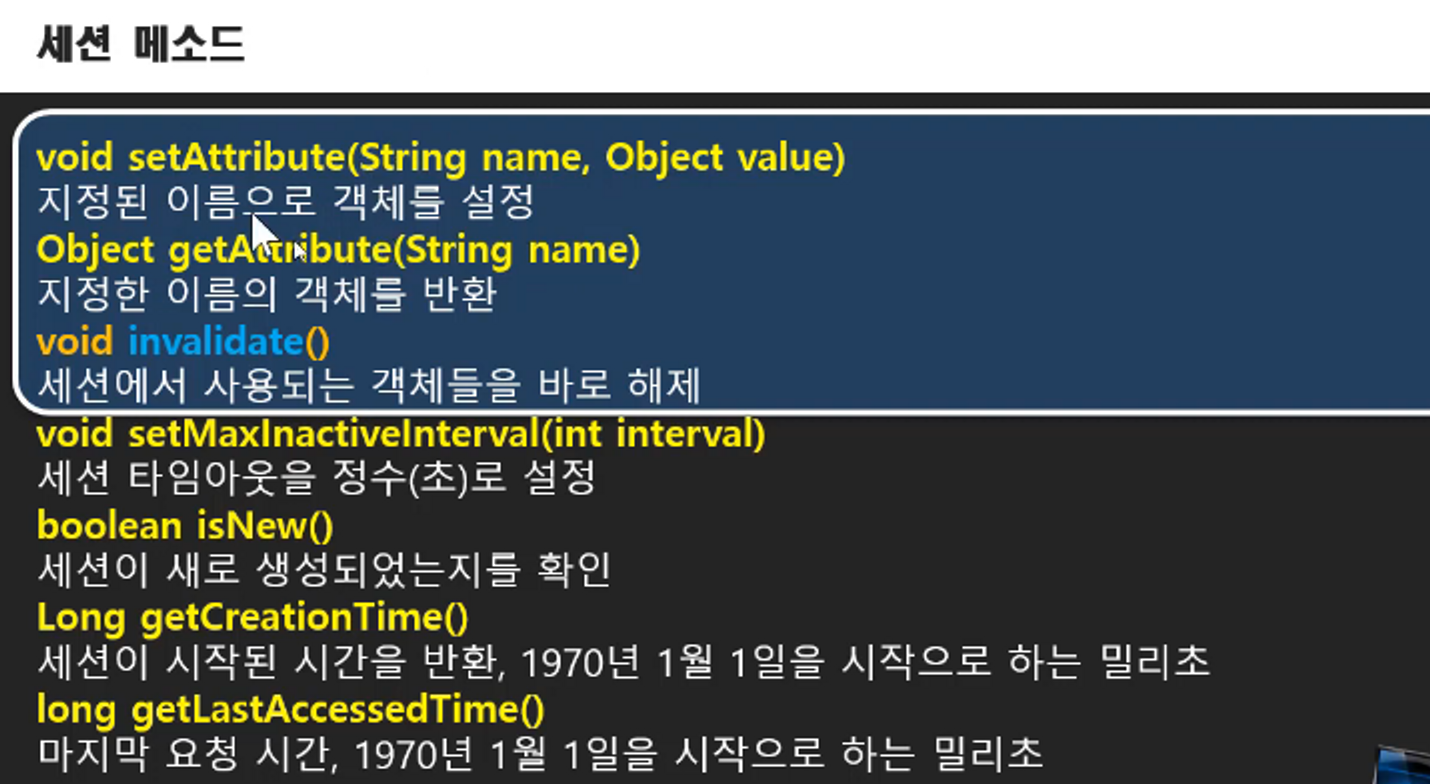 세션 메소드
void setAttribute(String name, Object value)
지정된 이름으로 객체를 설정
Object getAttribute(String name)
지정한 이름의 객체를 반환
void invalidate()
세션에서 사용되는 객체들을 바로 해제
void setMaxInactiveInterval(int interval)
세션 타임아웃을 정수(초)로 설정
boolean isNew()
세션이 새로 생성되었는지를 확인
Long getCreationTime()
세션이 시작된 시간을 반환, 1970년 1월 1일을 시작으로 하는 밀리초
long getLastAccessedTime()
마지막 요청 시간, 1970년 1월 1일을 시작으로 하는 밀리초